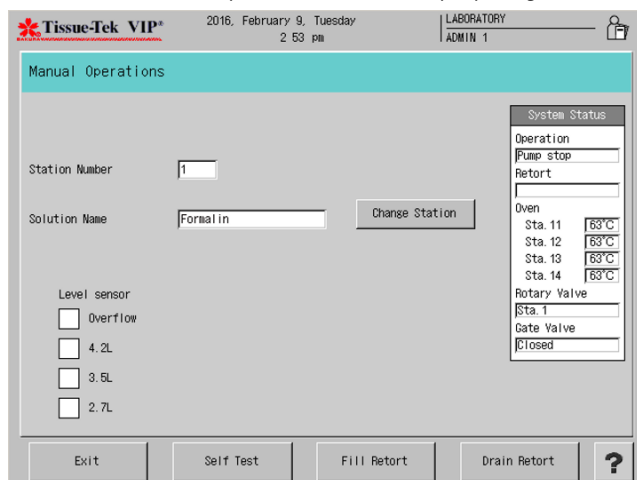 Tissue-Tek VIP®
SAKURA
2016, February 9, Tuesday
2 53 pm
LABORATORY
ADMIN 1
Manual Operations
System Status
Operation
Pump stop
Retort
Oven
Sta. 11 63°C
Sta. 12 63°C
Sta. 13 63°C
Sta. 14 63°C
Rotary Valve
Sta. 1
Gate Valve
Closed
Station Number 1
Solution Name Formalin Change Station
Level sensor
Overflow
4.2L
3.5L
2.7L
Exit Self Test Fill Retort Drain Retort ?